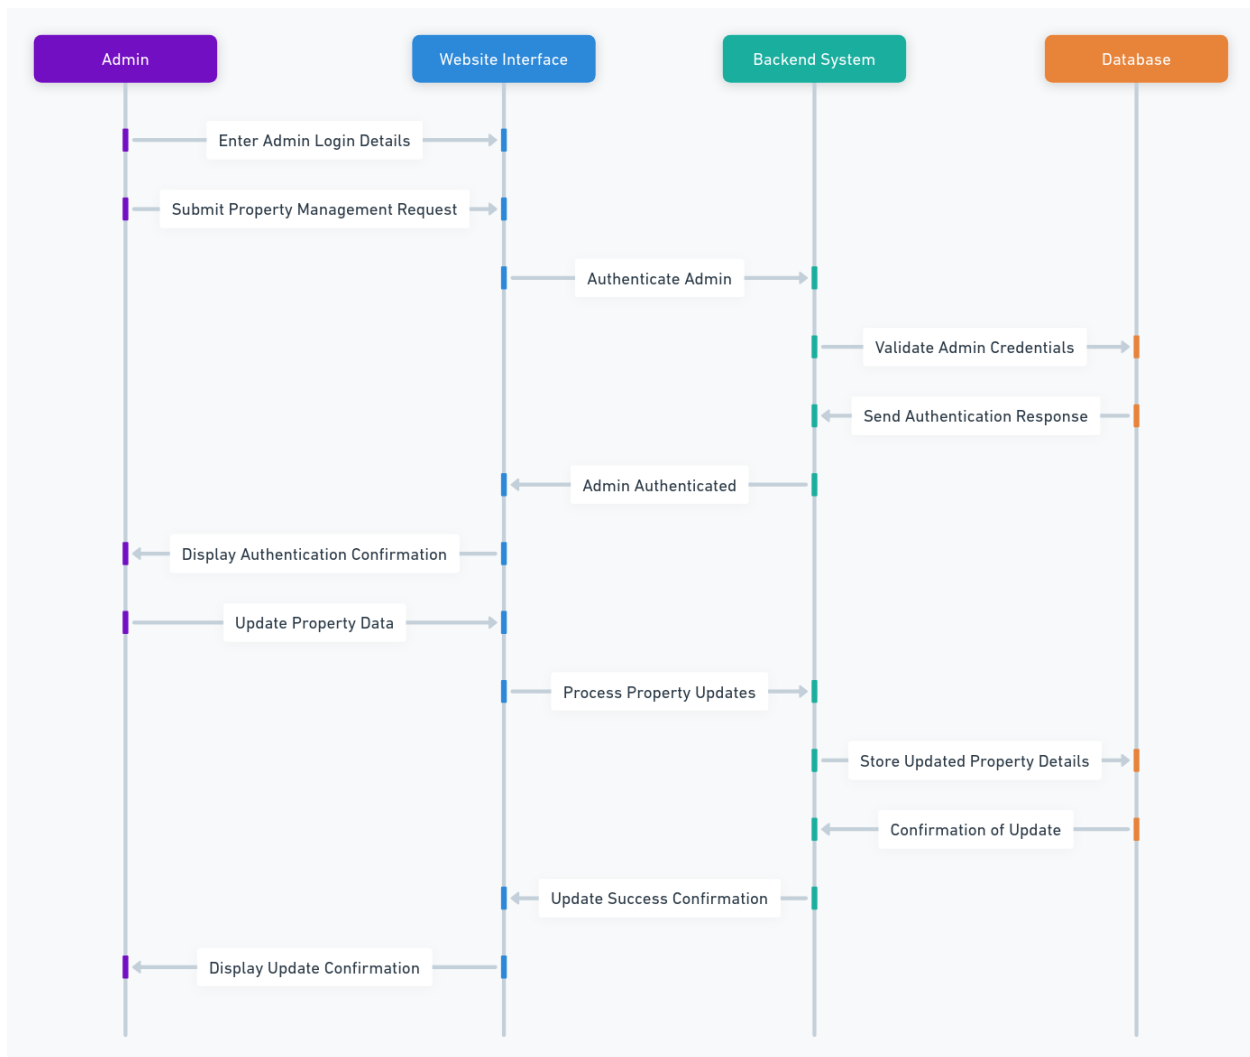 Admin
Website Interface
Backend System
Database
Enter Admin Login Details
Submit Property Management Request
Authenticate Admin
Validate Admin Credentials
Send Authentication Response
Admin Authenticated
Display Authentication Confirmation
Update Property Data
Process Property Updates
Store Updated Property Details
Confirmation of Update
Update Success Confirmation
Display Update Confirmation